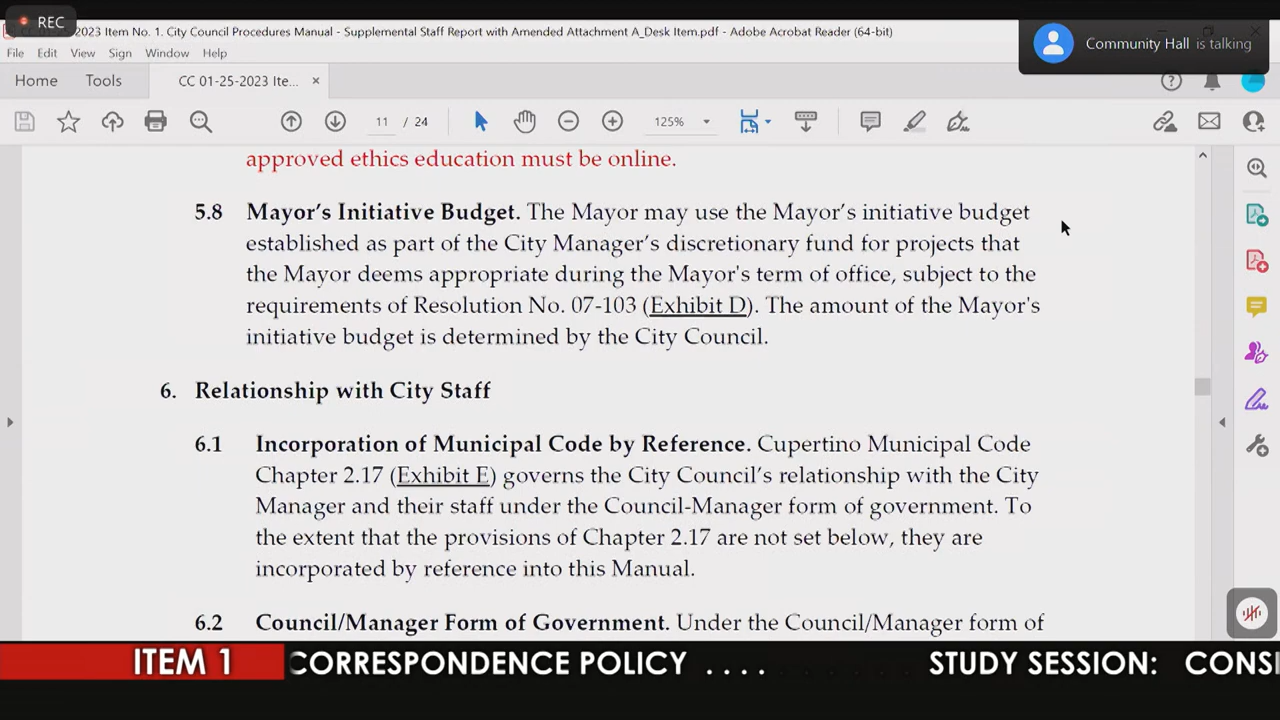 REC
2023 Item No. 1. City Council Procedures Manual - Supplemental Staff Report with Amended Attachment A_Desk Item.pdf - Adobe Acrobat Reader (64-bit)
Community Hall is talking
File Edit View Sign Window Help
Home Tools CC 01-25-2023 Ite... ×
11 / 24 125%
approved ethics education must be online.
5.8 Mayor's Initiative Budget. The Mayor may use the Mayor's initiative budget
established as part of the City Manager's discretionary fund for projects that
the Mayor deems appropriate during the Mayor's term of office, subject to the
requirements of Resolution No. 07-103 (Exhibit D). The amount of the Mayor's
initiative budget is determined by the City Council.
6. Relationship with City Staff
6.1 Incorporation of Municipal Code by Reference. Cupertino Municipal Code
Chapter 2.17 (Exhibit E) governs the City Council's relationship with the City
Manager and their staff under the Council-Manager form of government. To
the extent that the provisions of Chapter 2.17 are not set below, they are
incorporated by reference into this Manual.
6.2 Council/Manager Form of Government. Under the Council/Manager form of
ITEM 1 CORRESPONDENCE POLICY . . . . STUDY SESSION: CONSI